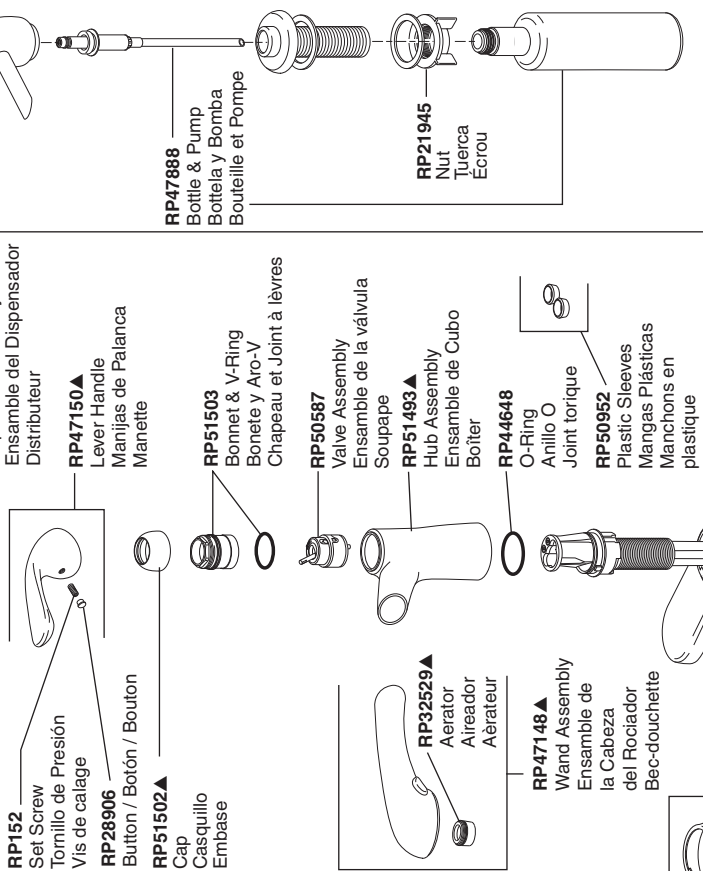 Ensamble del Dispensador
Distributeur
RP47888
Bottle & Pump
Bottela y Bomba
Bouteille et Pompe
RP21945
Nut
Tuerca
Écrou
RP152
Set Screw
Tornillo de Presión
Vis de calage
RP28906
Button / Botón / Bouton
RP51502▲
Cap
Casquillo
Embase
RP47150▲
Lever Handle
Manijas de Palanca
Manette
RP51503
Bonnet & V-Ring
Bonete y Aro-V
Chapeau et Joint à lèvres
RP50587
Valve Assembly
Ensamble de la válvula
Soupape
RP51493▲
Hub Assembly
Ensamble de Cubo
Boîter
RP44648
O-Ring
Anillo O
Joint torique
RP50952
Plastic Sleeves
Mangas Plásticas
Manchons en
plastique
RP32529▲
Aerator
Aireador
Aèrateur
RP47148▲
Wand Assembly
Ensamble de
la Cabeza
del Rociador
Bec-douchette